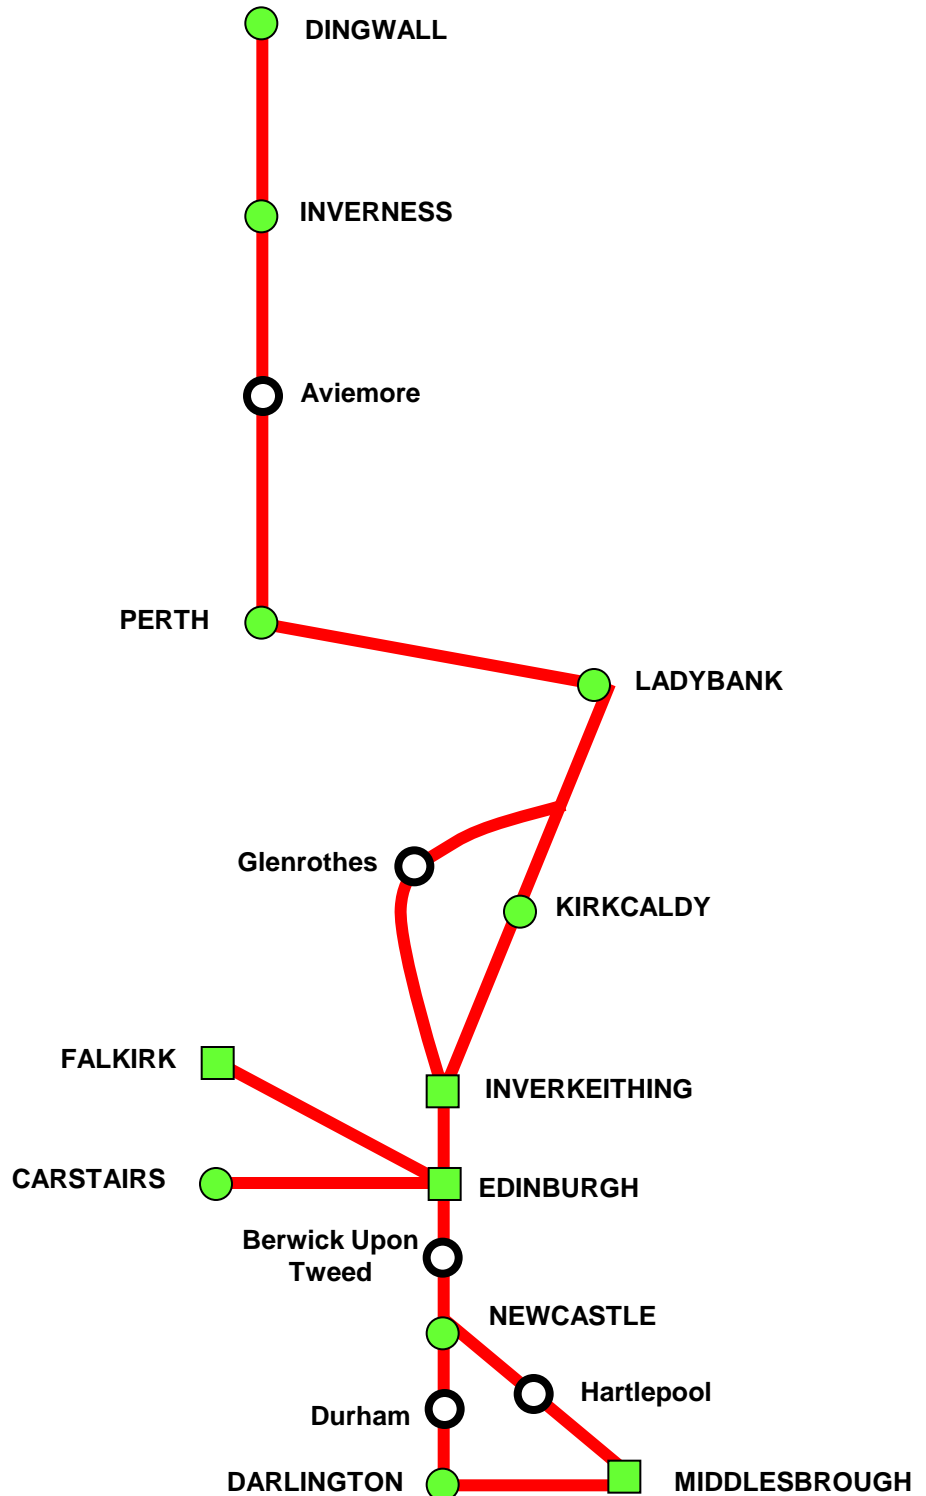 DINGWALL
INVERNESS
Aviemore
PERTH
LADYBANK
Glenrothes
KIRKCALDY
FALKIRK
INVERKEITHING
CARSTAIRS
EDINBURGH
Berwick Upon
Tweed
NEWCASTLE
Hartlepool
Durham
DARLINGTON
MIDDLESBROUGH